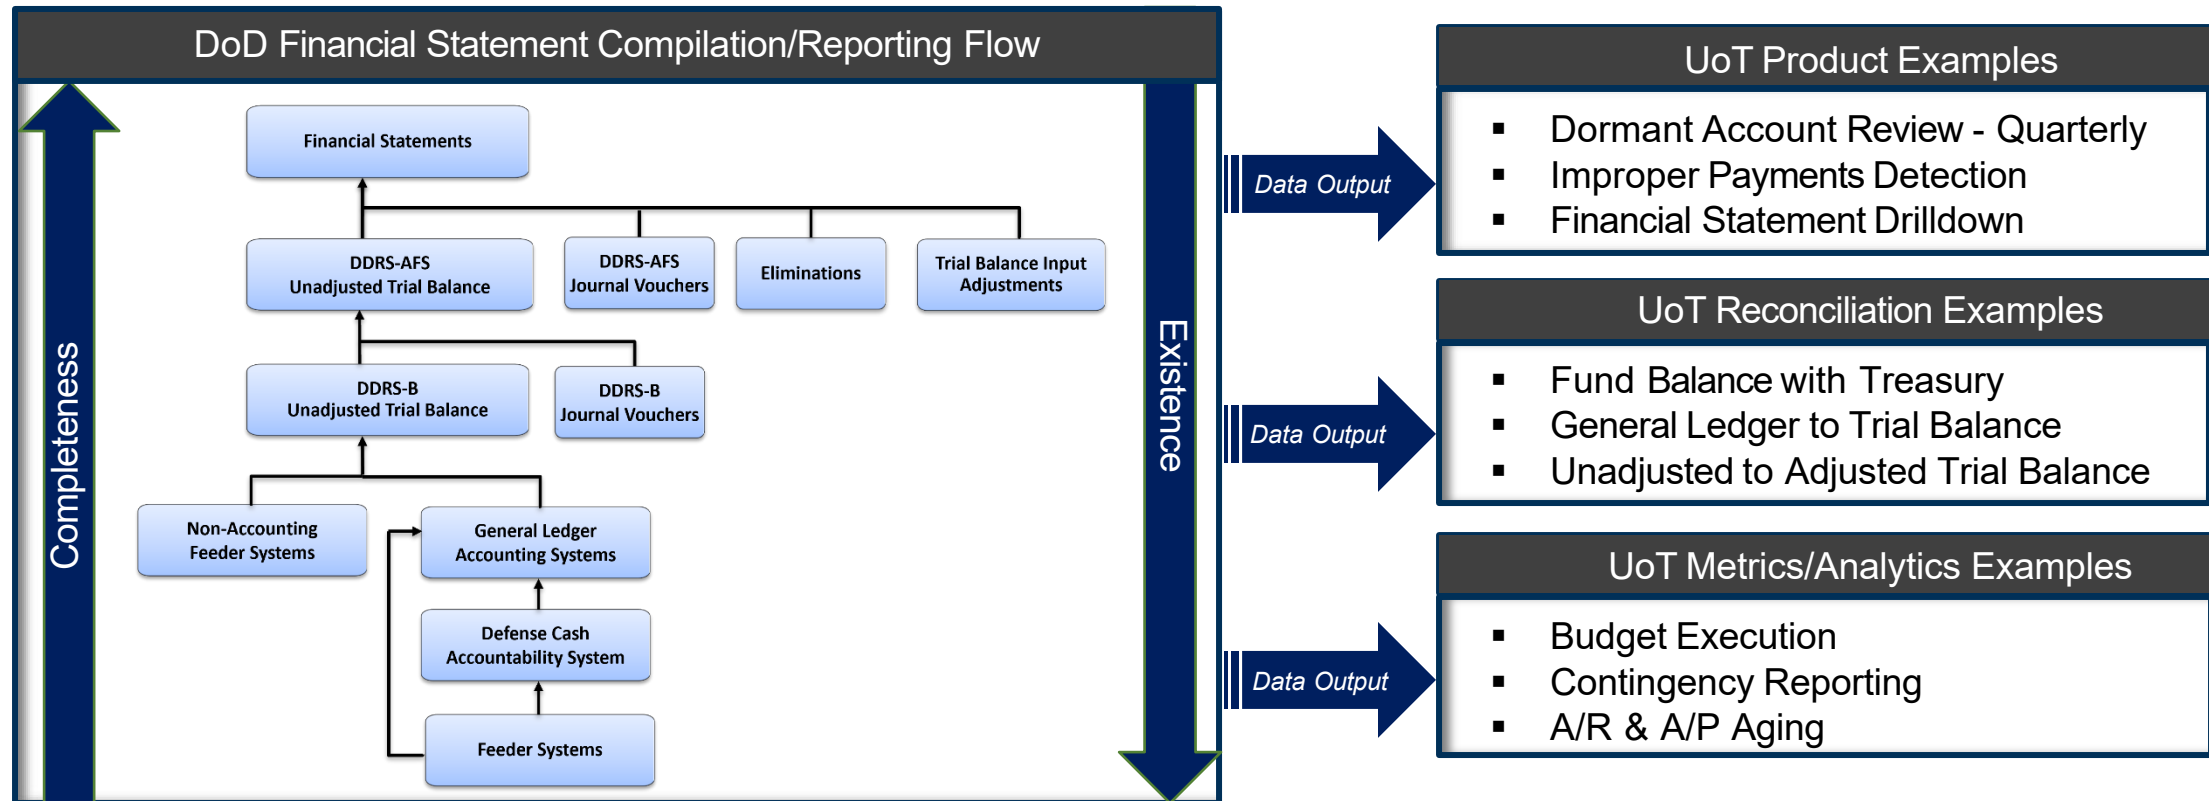 DoD Financial Statement Compilation/Reporting Flow
Completeness
Existence
Financial Statements
DDRS-AFS
Unadjusted Trial Balance
DDRS-AFS
Journal Vouchers
Eliminations
Trial Balance Input
Adjustments
DDRS-B
Unadjusted Trial Balance
DDRS-B
Journal Vouchers
Non-Accounting
Feeder Systems
General Ledger
Accounting Systems
Defense Cash
Accountability System
Feeder Systems
Data Output
UoT Product Examples
▪ Dormant Account Review - Quarterly
▪ Improper Payments Detection
▪ Financial Statement Drilldown
Data Output
UoT Reconciliation Examples
▪ Fund Balance with Treasury
▪ General Ledger to Trial Balance
▪ Unadjusted to Adjusted Trial Balance
Data Output
UoT Metrics/Analytics Examples
▪ Budget Execution
▪ Contingency Reporting
▪ A/R & A/P Aging